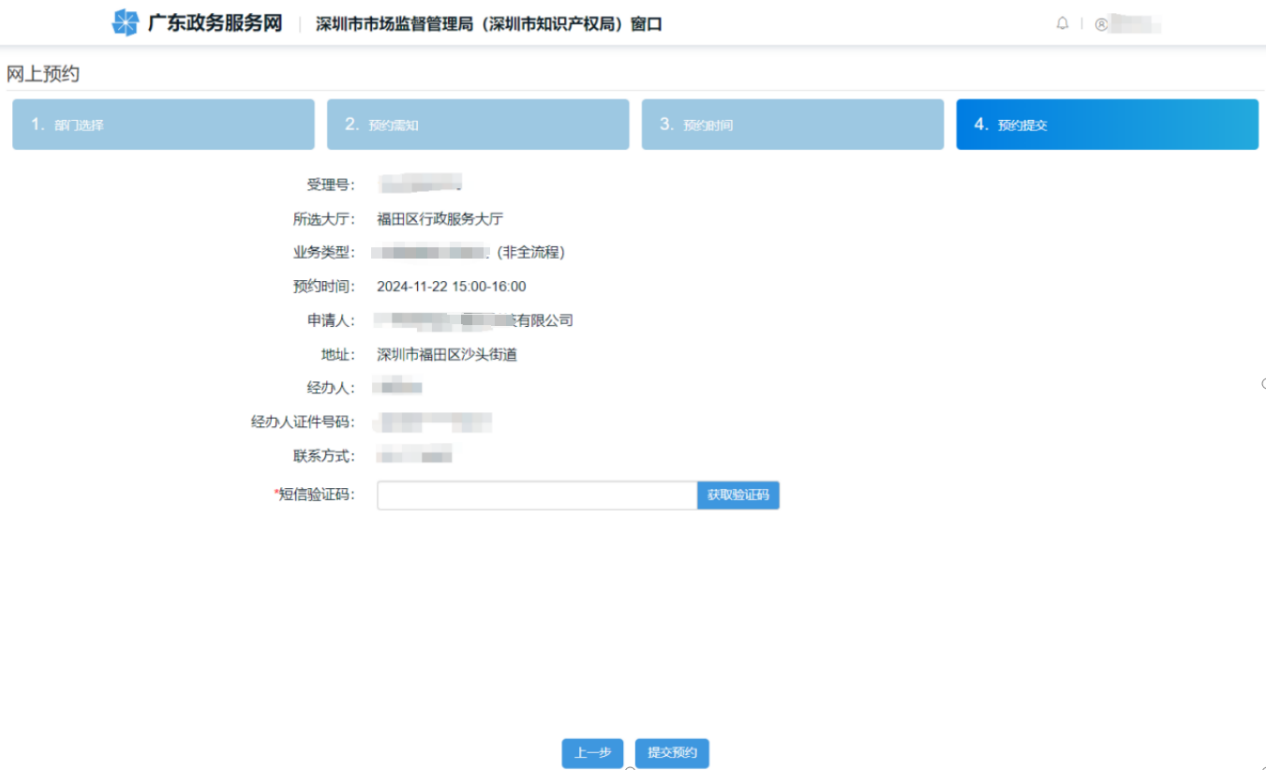 广东政务服务网 深圳市市场监督管理局（深圳市知识产权局）窗口
网上预约
1. 部门选择
2. 预约需知
3. 预约时间
4. 预约提交
受理号：
所选大厅： 福田区行政服务大厅
业务类型： （非全流程）
预约时间： 2024-11-22 15:00-16:00
申请人： 有限公司
地址： 深圳市福田区沙头街道
经办人：
经办人证件号码：
联系方式：
*短信验证码： 获取验证码
上一步 提交预约